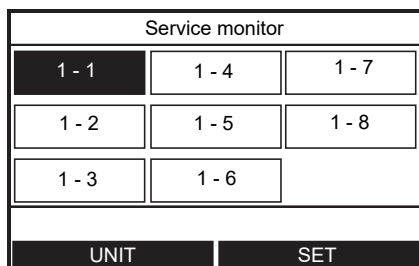 Service monitor
1 - 1 1 - 4 1 - 7
1 - 2 1 - 5 1 - 8
1 - 3 1 - 6
UNIT SET